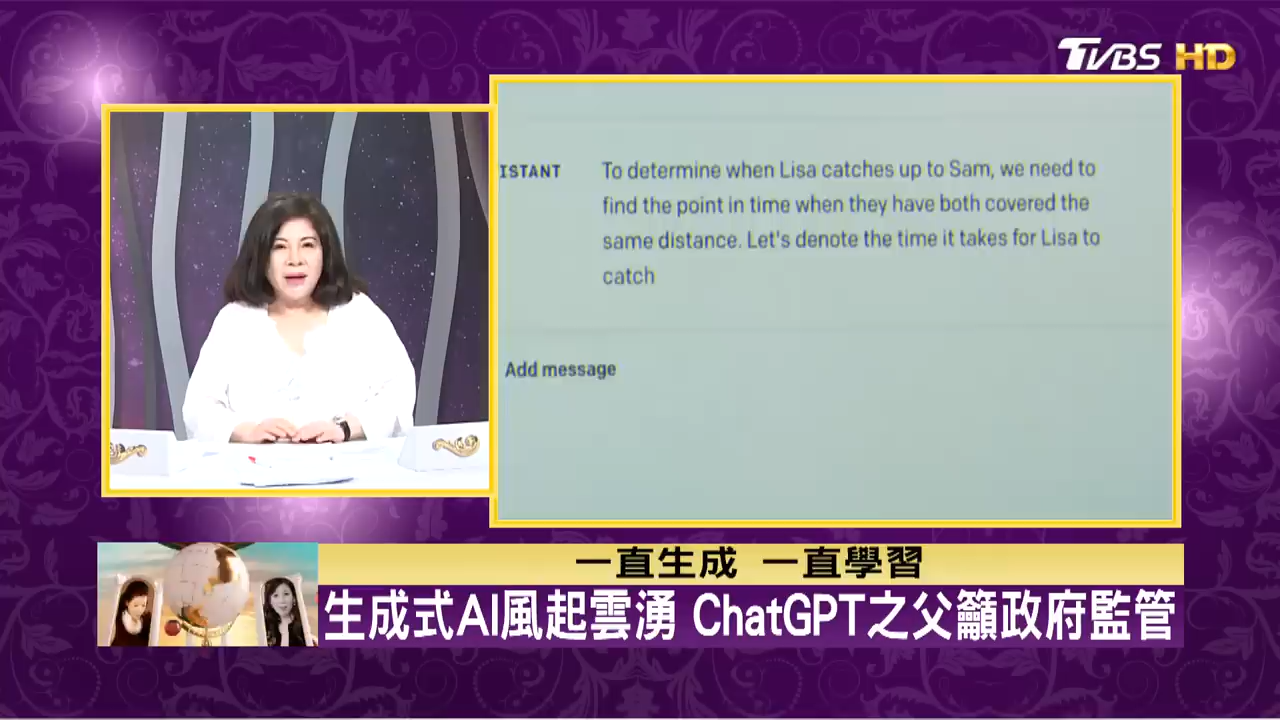 TVBS HD
ISTANT
To determine when Lisa catches up to Sam, we need to
find the point in time when they have both covered the
same distance. Let's denote the time it takes for Lisa to
catch
Add message
一直生成 一直學習
生成式AI風起雲湧 ChatGPT之父籲政府監管